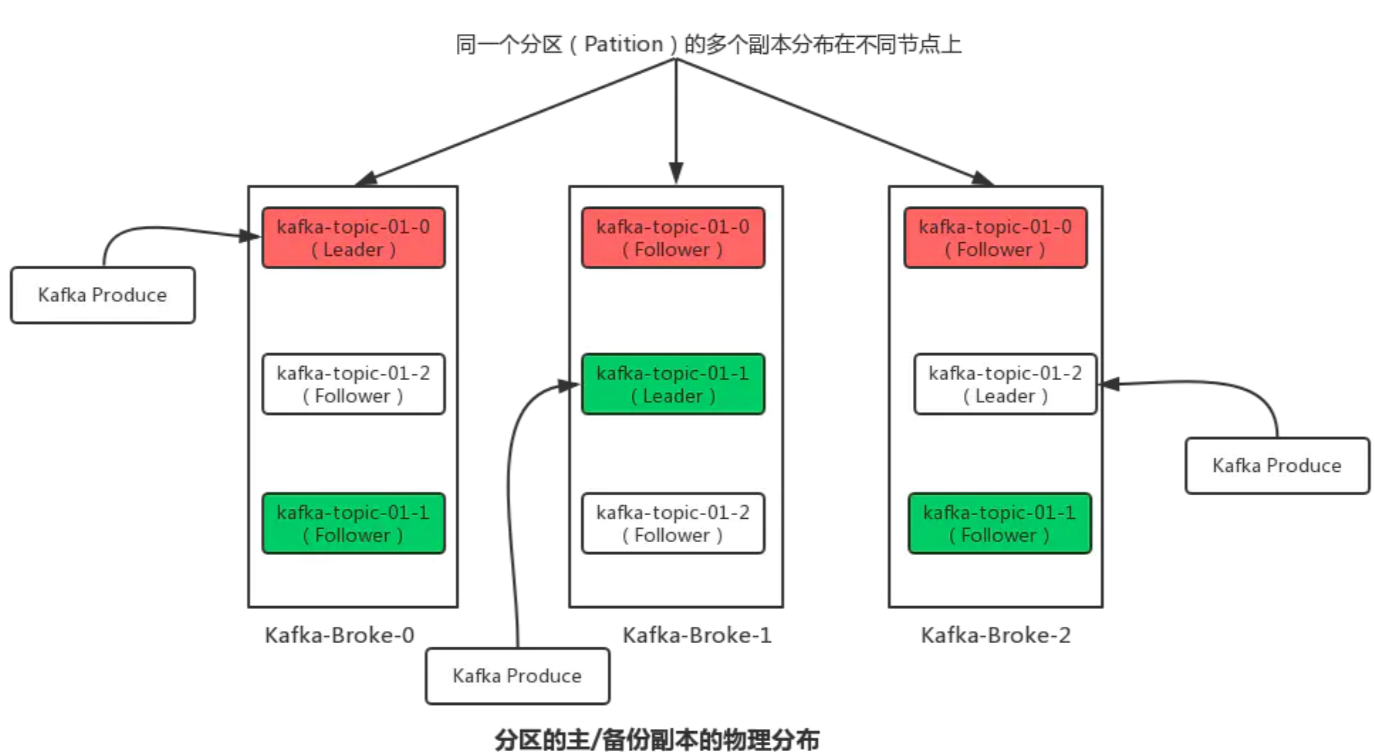 同一个分区（Patition）的多个副本分布在不同节点上
kafka-topic-01-0
（Leader）
kafka-topic-01-0
（Follower）
kafka-topic-01-0
（Follower）
Kafka Produce
kafka-topic-01-2
（Follower）
kafka-topic-01-1
（Leader）
kafka-topic-01-2
（Leader）
Kafka Produce
kafka-topic-01-1
（Follower）
kafka-topic-01-2
（Follower）
kafka-topic-01-1
（Follower）
Kafka-Broke-0
Kafka-Broke-1
Kafka-Broke-2
Kafka Produce
分区的主/备份副本的物理分布